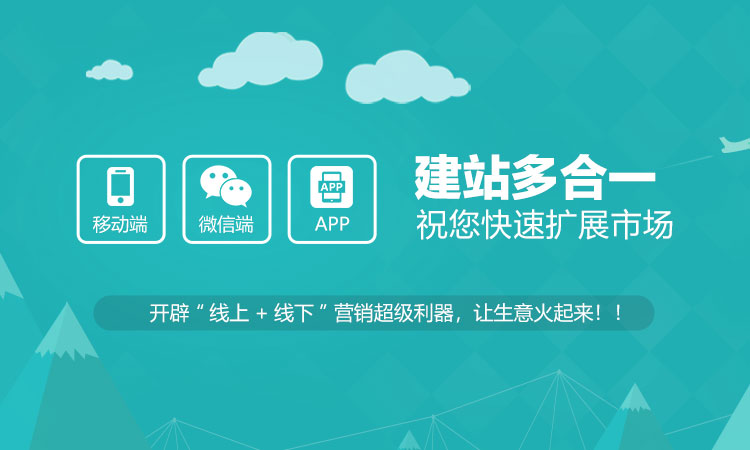 建站多合一
祝您快速扩展市场
移动端
微信端
APP
APP
开辟“线上 + 线下”营销超级利器，让生意火起来！！